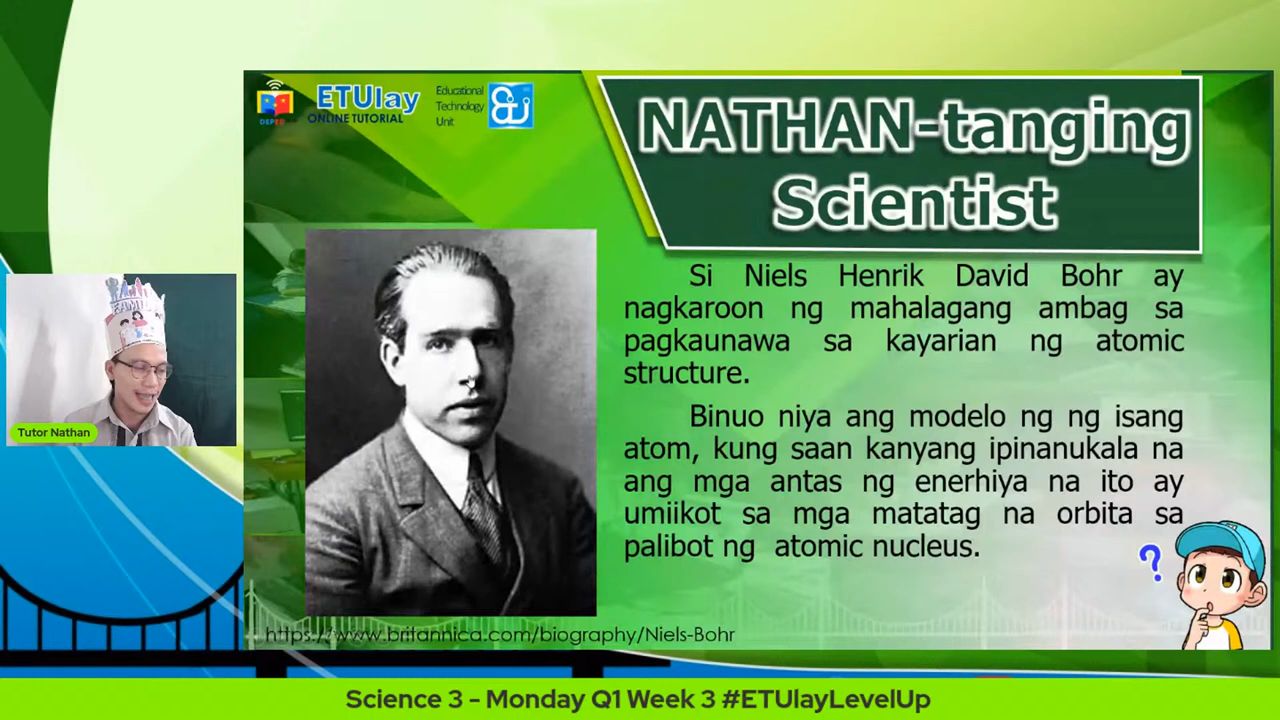 DEPED
ETUlay
ONLINE TUTORIAL
Educational
Technology
Unit
NATHAN-tanging
Scientist
Si Niels Henrik David Bohr ay
nagkaroon ng mahalagang ambag sa
pagkaunawa sa kayarian ng atomic
structure.
Binuo niya ang modelo ng ng isang
atom, kung saan kanyang ipinanukala na
ang mga antas ng enerhiya na ito ay
umiikot sa mga matatag na orbita sa
palibot ng atomic nucleus.
?
Tutor Nathan
https://www.britannica.com/biography/Niels-Bohr
Science 3 - Monday Q1 Week 3 #ETUlayLevelUp